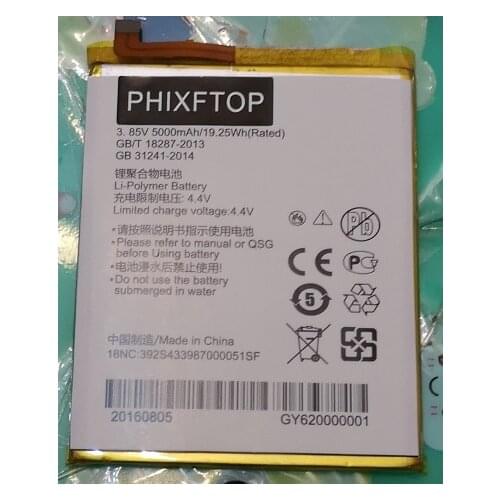 PHIXFTOP
3. 85V 5000mAh/19.25Wh(Rated)
GB/T 18287-2013
GB 31241-2014
锂聚合物电池
Li-Polymer Battery
充电限制电压: 4.4V
Limited charge voltage:4.4V
•请按照说明书指示使用电池
•Please refer to manual or QSG
before Using battery
•电池浸水后禁止使用
•Do not use the battery
submerged in water
Pb
CE
5
中国制造/Made in China
18NC:392S433987000051SF
20160805
GY620000001